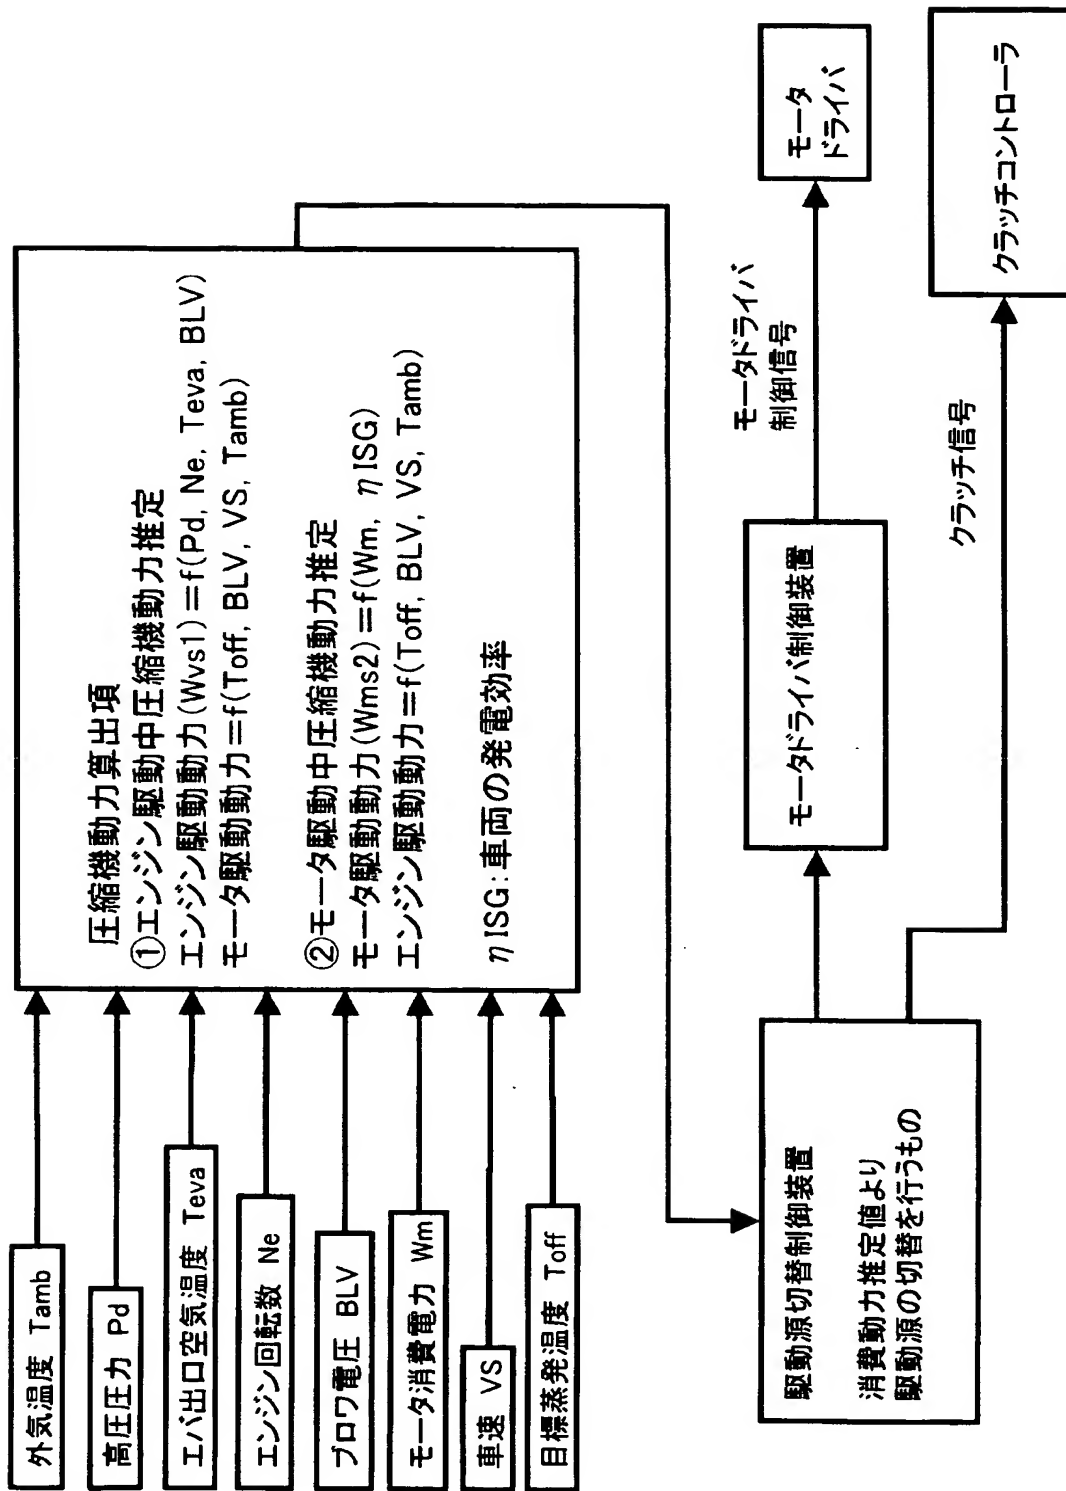 外気温度 Tamb
高圧圧力 Pd
エバ出口空気温度 Teva
エンジン回転数 Ne
ブロワ電圧 BLV
モータ消費電力 Wm
車速 VS
目標蒸発温度 Toff
圧縮機動力算出項
①エンジン駆動中圧縮機動力推定
エンジン駆動動力(Wvs1)=f(Pd, Ne, Teva, BLV)
モータ駆動動力=f(Toff, BLV, VS, Tamb)
②モータ駆動中圧縮機動力推定
モータ駆動動力(Wms2)=f(Wm, ηISG)
エンジン駆動動力=f(Toff, BLV, VS, Tamb)
ηISG:車両の発電効率
駆動源切替制御装置
消費動力推定値より
駆動源の切替を行うもの
モータドライバ制御装置
モータドライバ
制御信号
モータ
ドライバ
クラッチ信号
クラッチコントローラ